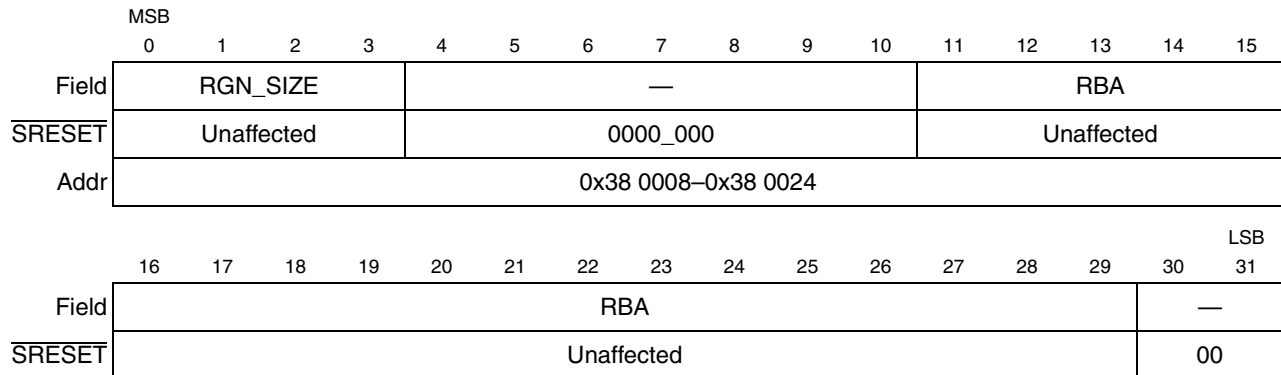 MSB
0 1 2 3 4 5 6 7 8 9 10 11 12 13 14 15
Field RGN_SIZE — RBA
SRESET Unaffected 0000_000 Unaffected
Addr 0x38 0008–0x38 0024
LSB
16 17 18 19 20 21 22 23 24 25 26 27 28 29 30 31
Field RBA —
SRESET Unaffected 00